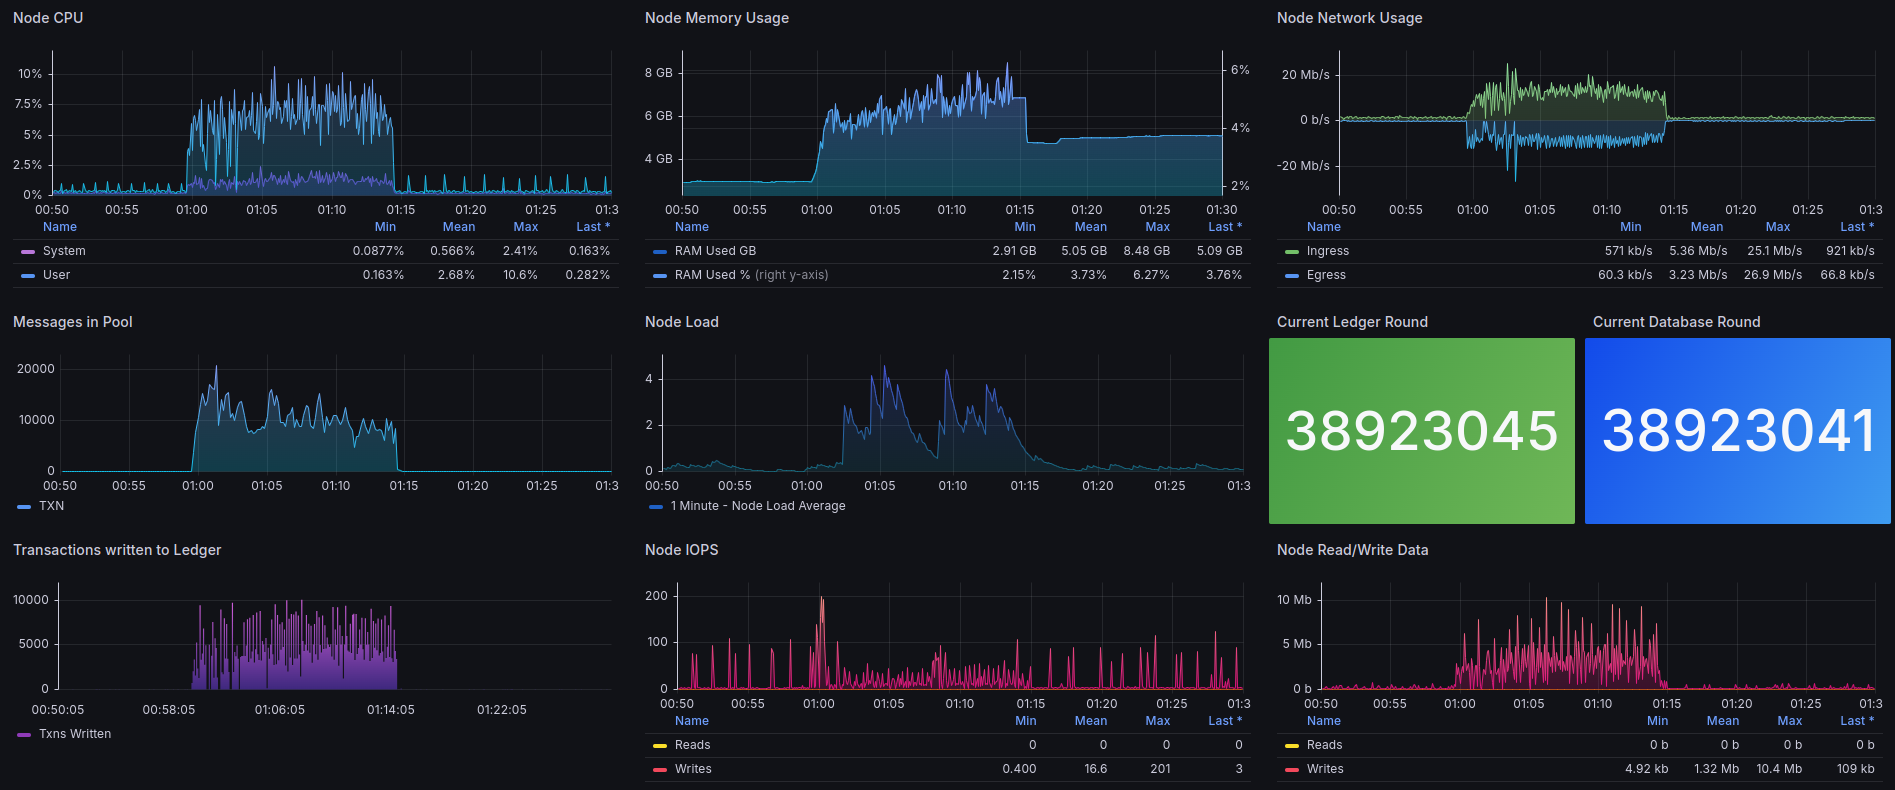 Node CPU
10%
7.5%
5%
2.5%
0%
00:50 00:55 01:00 01:05 01:10 01:15 01:20 01:25 01:3
Name Min Mean Max Last *
System 0.0877% 0.566% 2.41% 0.163%
User 0.163% 2.68% 10.6% 0.282%
Node Memory Usage
8 GB
6 GB
4 GB
6%
4%
2%
00:50 00:55 01:00 01:05 01:10 01:15 01:20 01:25 01:30
Name Min Mean Max Last *
RAM Used GB 2.91 GB 5.05 GB 8.48 GB 5.09 GB
RAM Used % (right y-axis) 2.15% 3.73% 6.27% 3.76%
Node Network Usage
20 Mb/s
0 b/s
-20 Mb/s
00:50 00:55 01:00 01:05 01:10 01:15 01:20 01:25 01:3
Name Min Mean Max Last *
Ingress 571 kb/s 5.36 Mb/s 25.1 Mb/s 921 kb/s
Egress 60.3 kb/s 3.23 Mb/s 26.9 Mb/s 66.8 kb/s
Messages in Pool
20000
10000
0
00:50 00:55 01:00 01:05 01:10 01:15 01:20 01:25 01:3
TXN
Node Load
4
2
0
00:50 00:55 01:00 01:05 01:10 01:15 01:20 01:25 01:3
1 Minute - Node Load Average
Current Ledger Round
38923045
Current Database Round
38923041
Transactions written to Ledger
10000
5000
0
00:50:05 00:58:05 01:06:05 01:14:05 01:22:05
Txns Written
Node IOPS
200
100
0
00:50 00:55 01:00 01:05 01:10 01:15 01:20 01:25 01:3
Name Min Mean Max Last *
Reads 0 0 0 0
Writes 0.400 16.6 201 3
Node Read/Write Data
10 Mb
5 Mb
0 b
00:50 00:55 01:00 01:05 01:10 01:15 01:20 01:25 01:3
Name Min Mean Max Last *
Reads 0 b 0 b 0 b 0 b
Writes 4.92 kb 1.32 Mb 10.4 Mb 109 kb